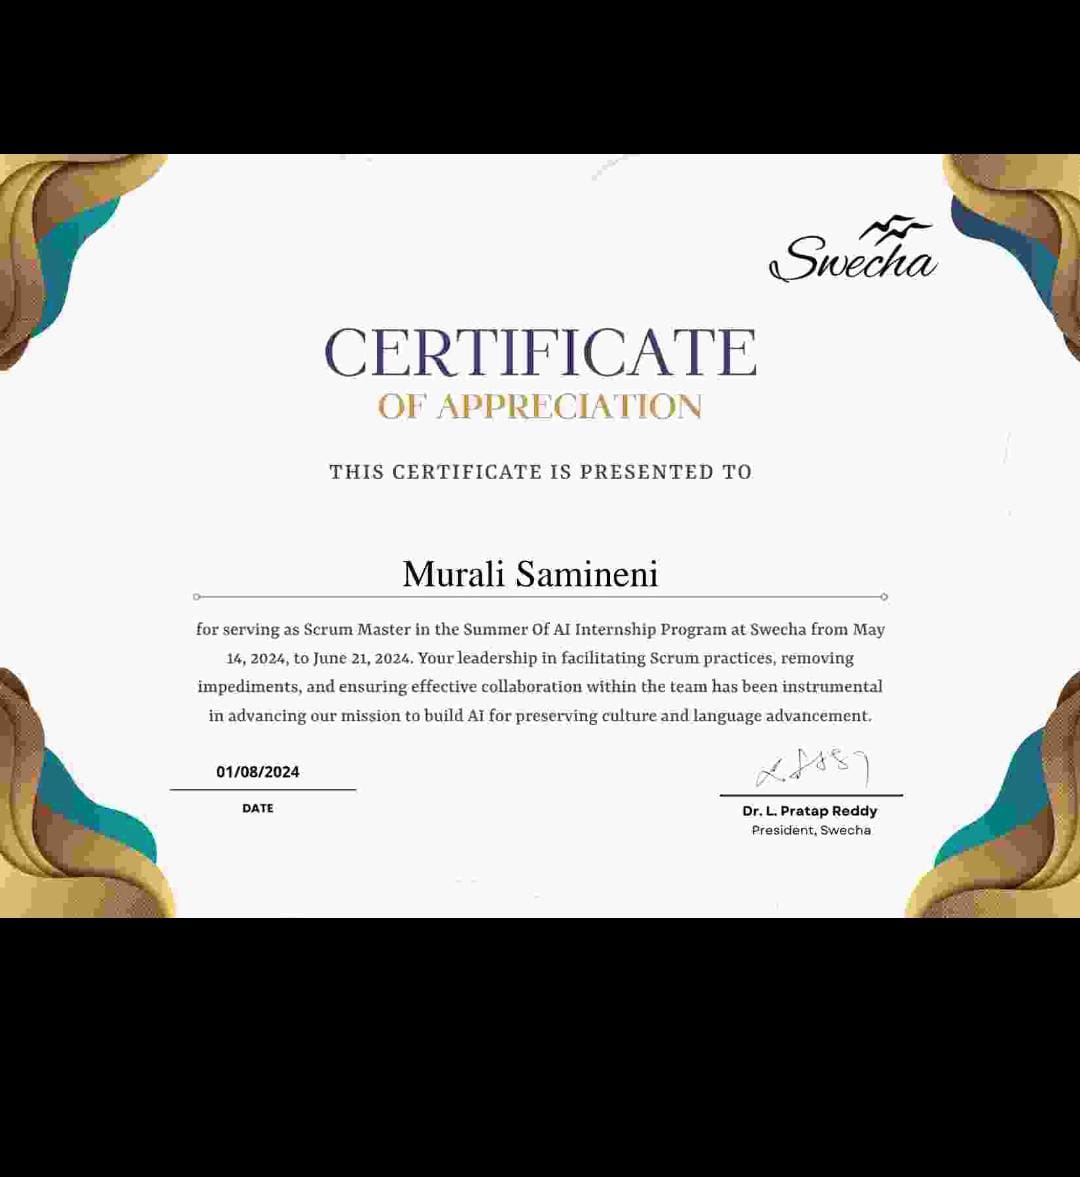 Swecha
CERTIFICATE
OF APPRECIATION
THIS CERTIFICATE IS PRESENTED TO
Murali Samineni
for serving as Scrum Master in the Summer Of AI Internship Program at Swecha from May
14, 2024, to June 21, 2024. Your leadership in facilitating Scrum practices, removing
impediments, and ensuring effective collaboration within the team has been instrumental
in advancing our mission to build AI for preserving culture and language advancement.
01/08/2024
DATE
Dr. L. Pratap Reddy
President, Swecha